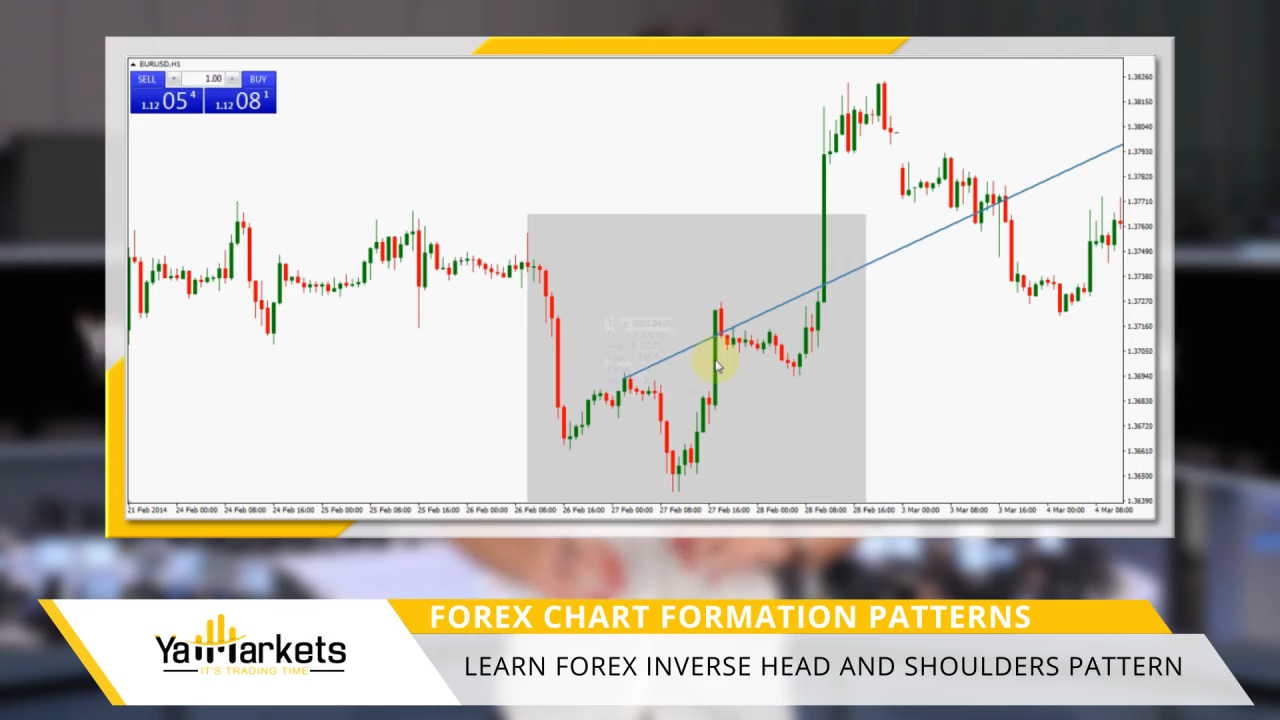 EURUSD,H1
SELL 1.00 BUY
1.12 05 4 1.12 08 1
1.38260
1.38150
1.38040
1.37930
1.37820
1.37710
1.37600
1.37490
1.37380
1.37270
1.37160
1.37050
1.36940
1.36830
1.36720
1.36610
1.36500
1.36390
21 Feb 2014 24 Feb 00:00 24 Feb 08:00 24 Feb 16:00 25 Feb 00:00 25 Feb 08:00 25 Feb 16:00 26 Feb 00:00 26 Feb 08:00 26 Feb 16:00 27 Feb 00:00 27 Feb 08:00 27 Feb 16:00 28 Feb 00:00 28 Feb 08:00 28 Feb 16:00 3 Mar 00:00 3 Mar 08:00 3 Mar 16:00 4 Mar 00:00 4 Mar 08:00
FOREX CHART FORMATION PATTERNS
YaMarkets
IT'S TRADING TIME
LEARN FOREX INVERSE HEAD AND SHOULDERS PATTERN